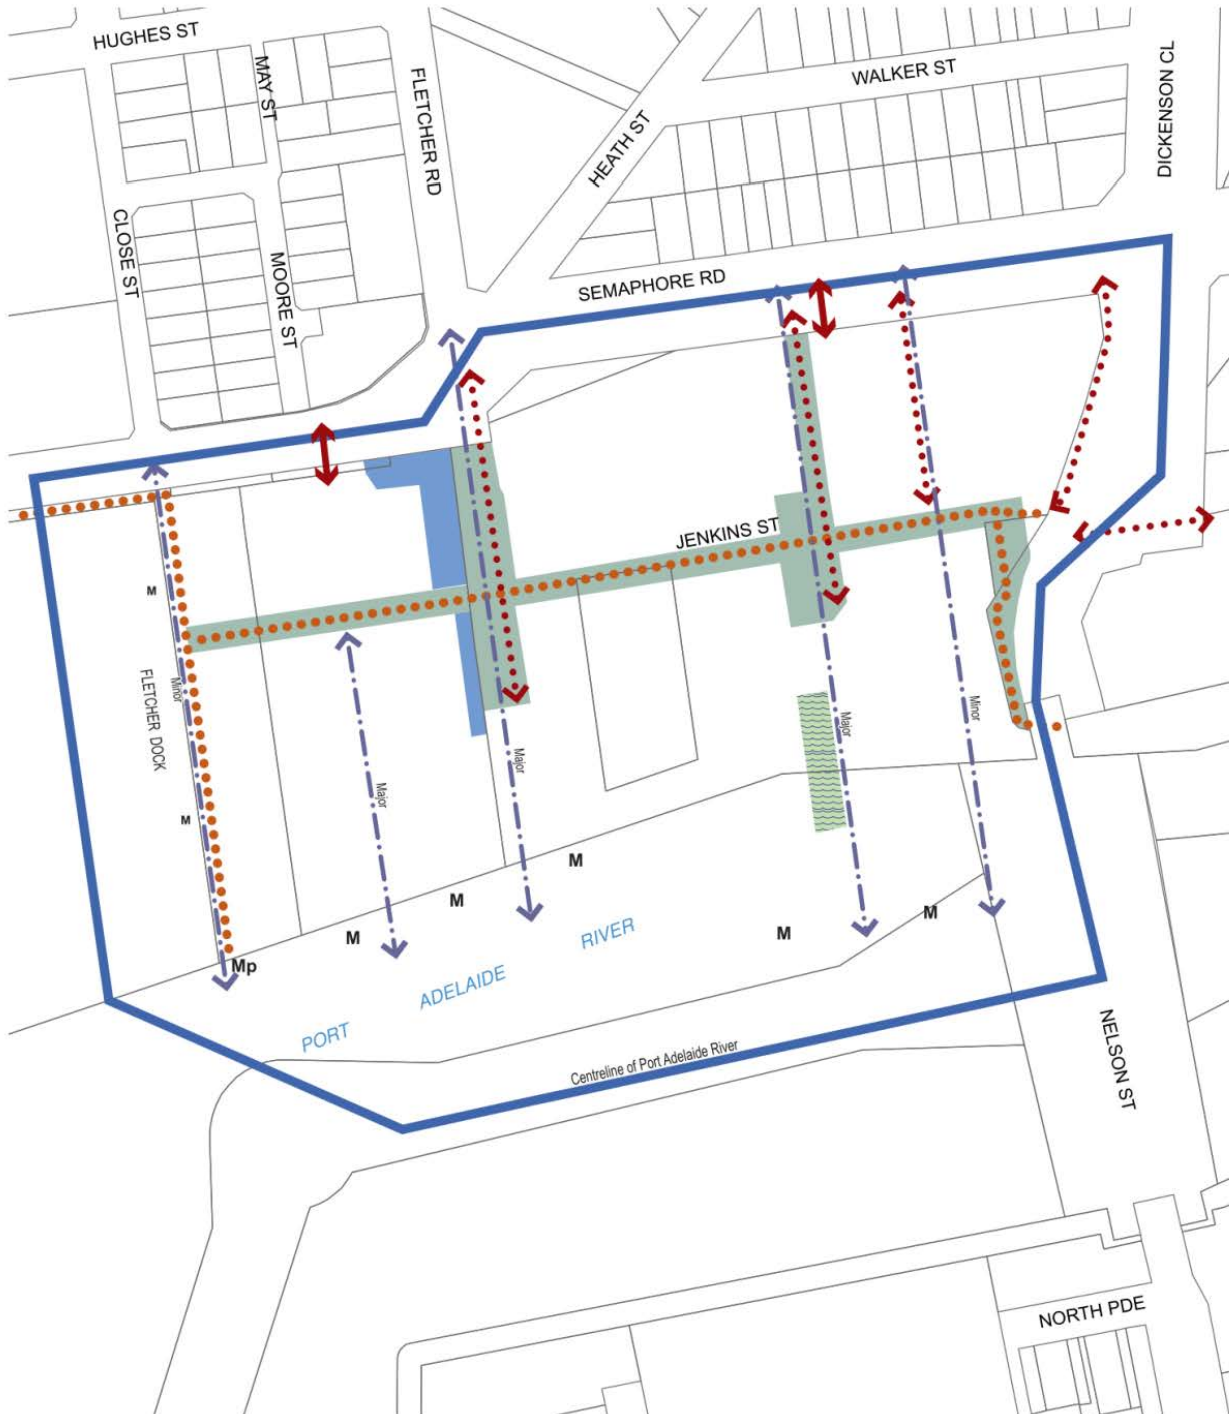 HUGHES ST
MAY ST
FLETCHER RD
WALKER ST
DICKENSON CL
HEATH ST
CLOSE ST
MOORE ST
SEMAPHORE RD
JENKINS ST
M
Minor
FLETCHER DOCK
Major
Major
Major
Minor
M
M
M
M
M
M
Mp
PORT
ADELAIDE
RIVER
Centreline of Port Adelaide River
NELSON ST
NORTH PDE